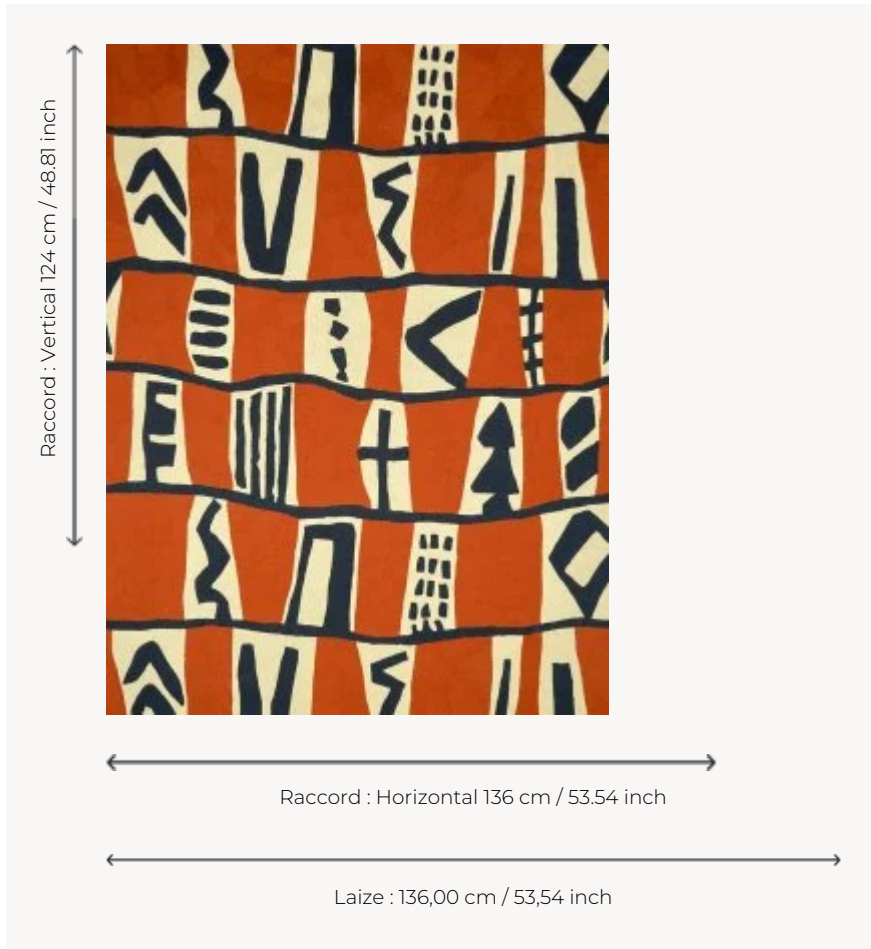 Raccord : Vertical 124 cm / 48.81 inch
Raccord : Horizontal 136 cm / 53.54 inch
Laize : 136,00 cm / 53,54 inch